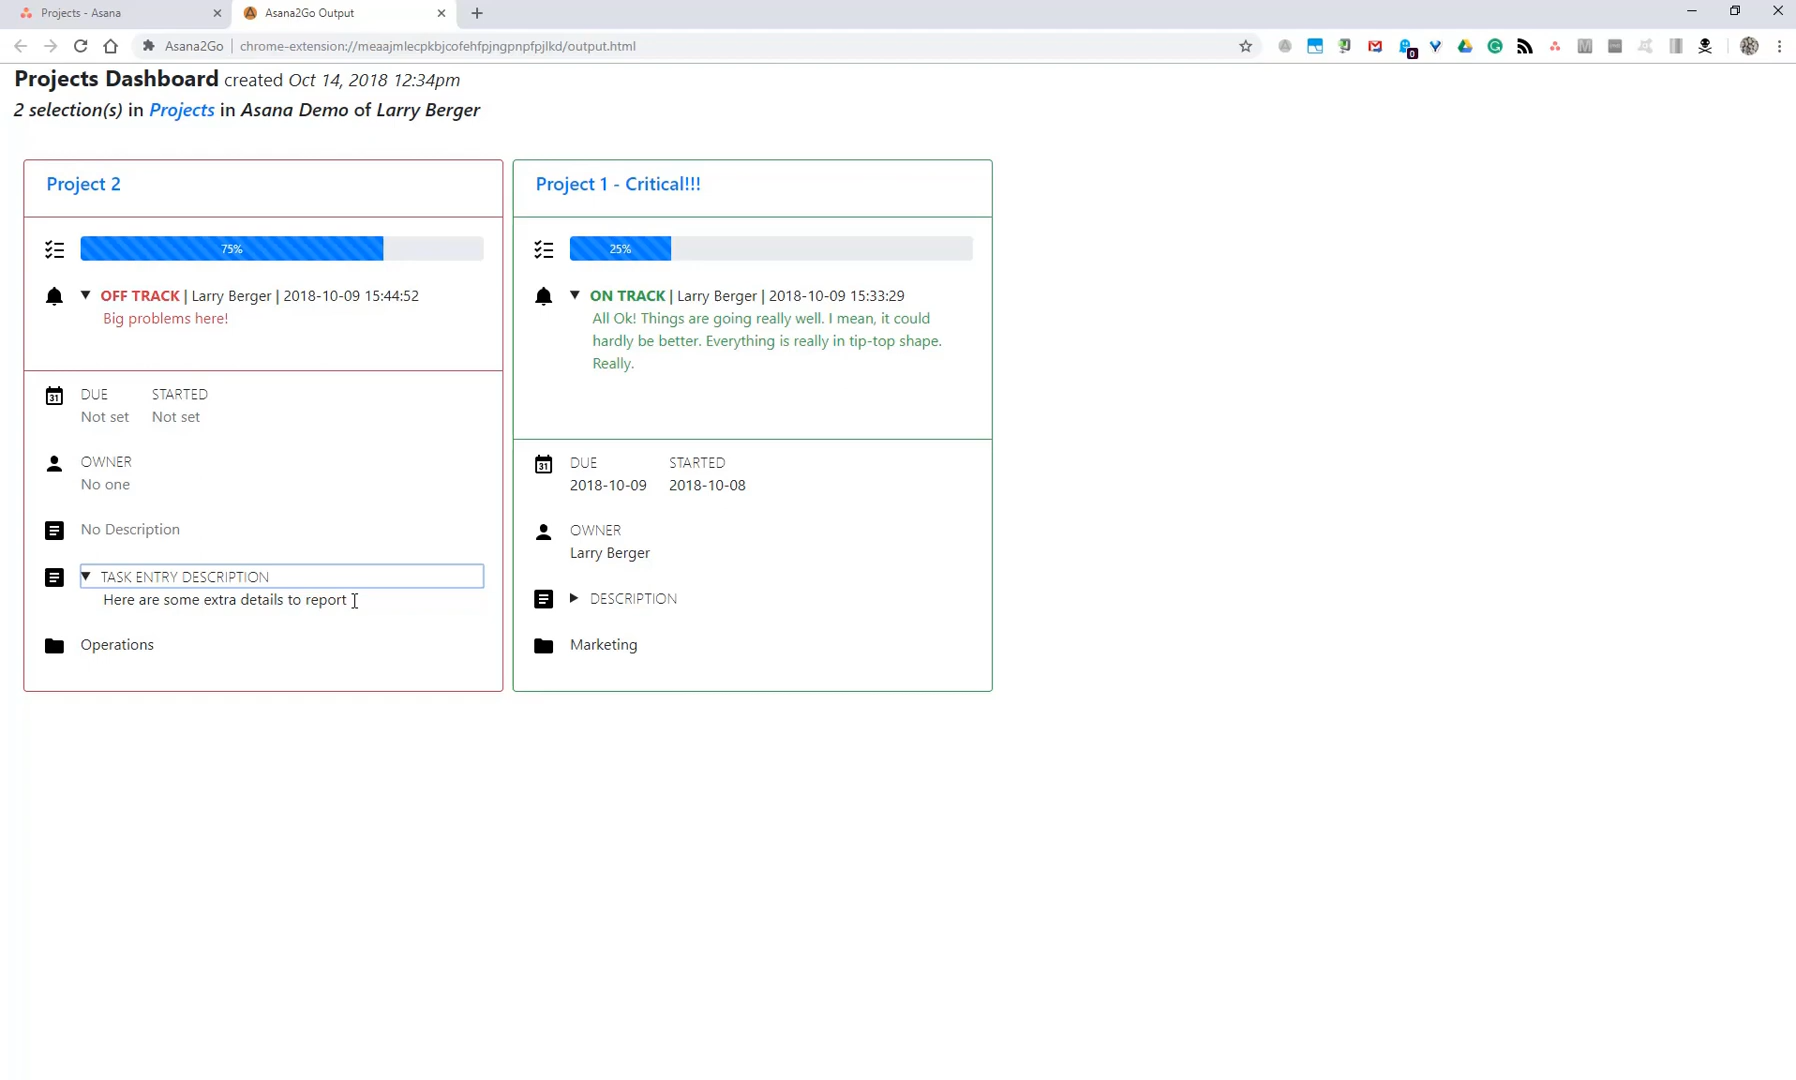 Projects - Asana
Asana2Go Output
Asana2Go
chrome-extension://meaajmlecpkbjcofehfpjngpnpfpjlkd/output.html
0
Projects Dashboard created Oct 14, 2018 12:34pm
2 selection(s) in Projects in Asana Demo of Larry Berger
Project 2
75%
OFF TRACK | Larry Berger | 2018-10-09 15:44:52
Big problems here!
31
DUE STARTED
Not set Not set
OWNER
No one
No Description
TASK ENTRY DESCRIPTION
Here are some extra details to report
Operations
Project 1 - Critical!!!
25%
ON TRACK | Larry Berger | 2018-10-09 15:33:29
All Ok! Things are going really well. I mean, it could
hardly be better. Everything is really in tip-top shape.
Really.
31
DUE STARTED
2018-10-09 2018-10-08
OWNER
Larry Berger
DESCRIPTION
Marketing